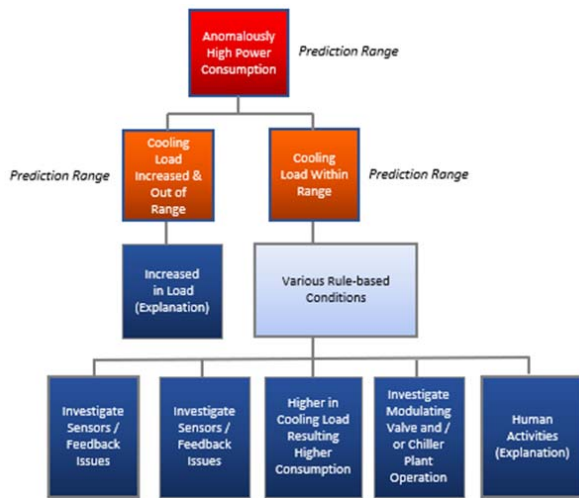 Anomalously
High Power
Consumption
Prediction Range
Cooling
Load
Increased &
Out of
Range
Prediction Range
Cooling
Load Within
Range
Prediction Range
Increased
in Load
(Explanation)
Various Rule-based
Conditions
Investigate
Sensors /
Feedback
Issues
Investigate
Sensors /
Feedback
Issues
Higher in
Cooling Load
Resulting
Higher
Consumption
Investigate
Modulating
Valve and /
or Chiller
Plant
Operation
Human
Activities
(Explanation)